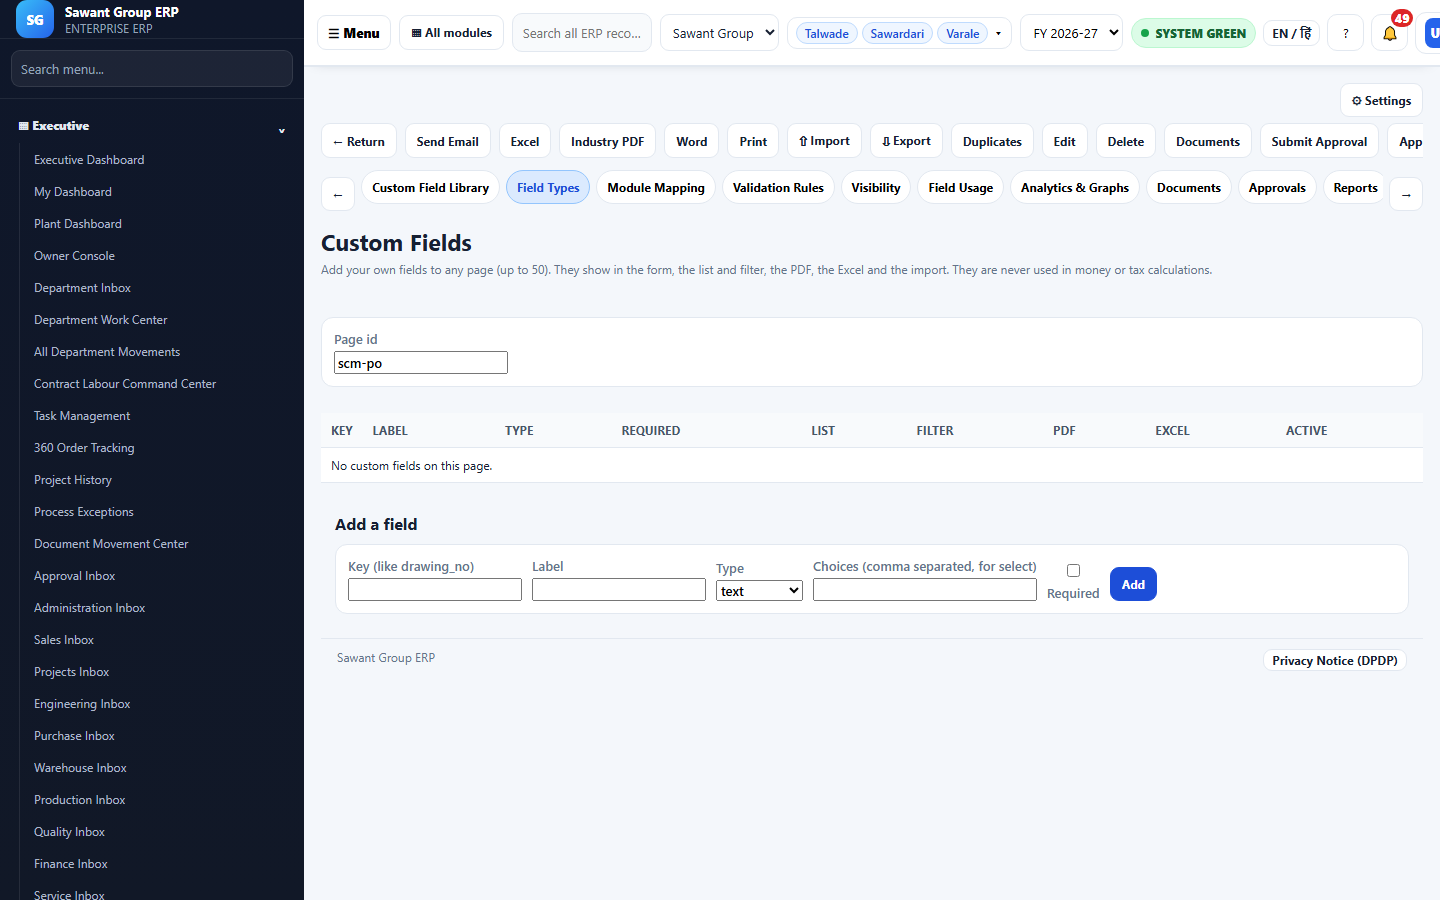 SG
Sawant Group ERP
ENTERPRISE ERP
Search menu...
Executive
Executive Dashboard
My Dashboard
Plant Dashboard
Owner Console
Department Inbox
Department Work Center
All Department Movements
Contract Labour Command Center
Task Management
360 Order Tracking
Project History
Process Exceptions
Document Movement Center
Approval Inbox
Administration Inbox
Sales Inbox
Projects Inbox
Engineering Inbox
Purchase Inbox
Warehouse Inbox
Production Inbox
Quality Inbox
Finance Inbox
Service Inbox
☰ Menu All modules Search all ERP reco... Sawant Group Talwade Sawardari Varale FY 2026-27 SYSTEM GREEN EN / हिं ? 49 U
⚙ Settings
← Return Send Email Excel Industry PDF Word Print ⇧ Import ⇩ Export Duplicates Edit Delete Documents Submit Approval App
← Custom Field Library Field Types Module Mapping Validation Rules Visibility Field Usage Analytics & Graphs Documents Approvals Reports →
Custom Fields
Add your own fields to any page (up to 50). They show in the form, the list and filter, the PDF, the Excel and the import. They are never used in money or tax calculations.
Page id
scm-po
KEY LABEL TYPE REQUIRED LIST FILTER PDF EXCEL ACTIVE
No custom fields on this page.
Add a field
Key (like drawing_no) Label Type Choices (comma separated, for select)
text Required Add
Sawant Group ERP Privacy Notice (DPDP)